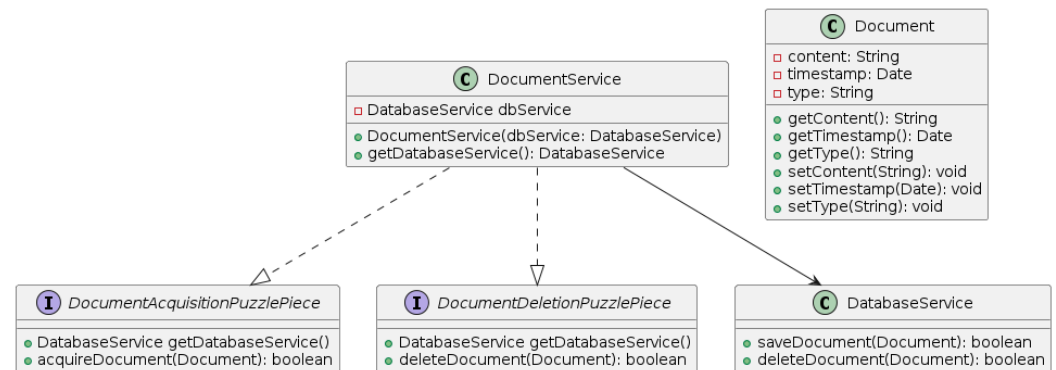 C Document
content: String
timestamp: Date
type: String
getContent(): String
getTimestamp(): Date
getType(): String
setContent(String): void
setTimestamp(Date): void
setType(String): void
C DocumentService
DatabaseService dbService
DocumentService(dbService: DatabaseService)
getDatabaseService(): DatabaseService
I DocumentAcquisitionPuzzlePiece
DatabaseService getDatabaseService()
acquireDocument(Document): boolean
I DocumentDeletionPuzzlePiece
DatabaseService getDatabaseService()
deleteDocument(Document): boolean
C DatabaseService
saveDocument(Document): boolean
deleteDocument(Document): boolean